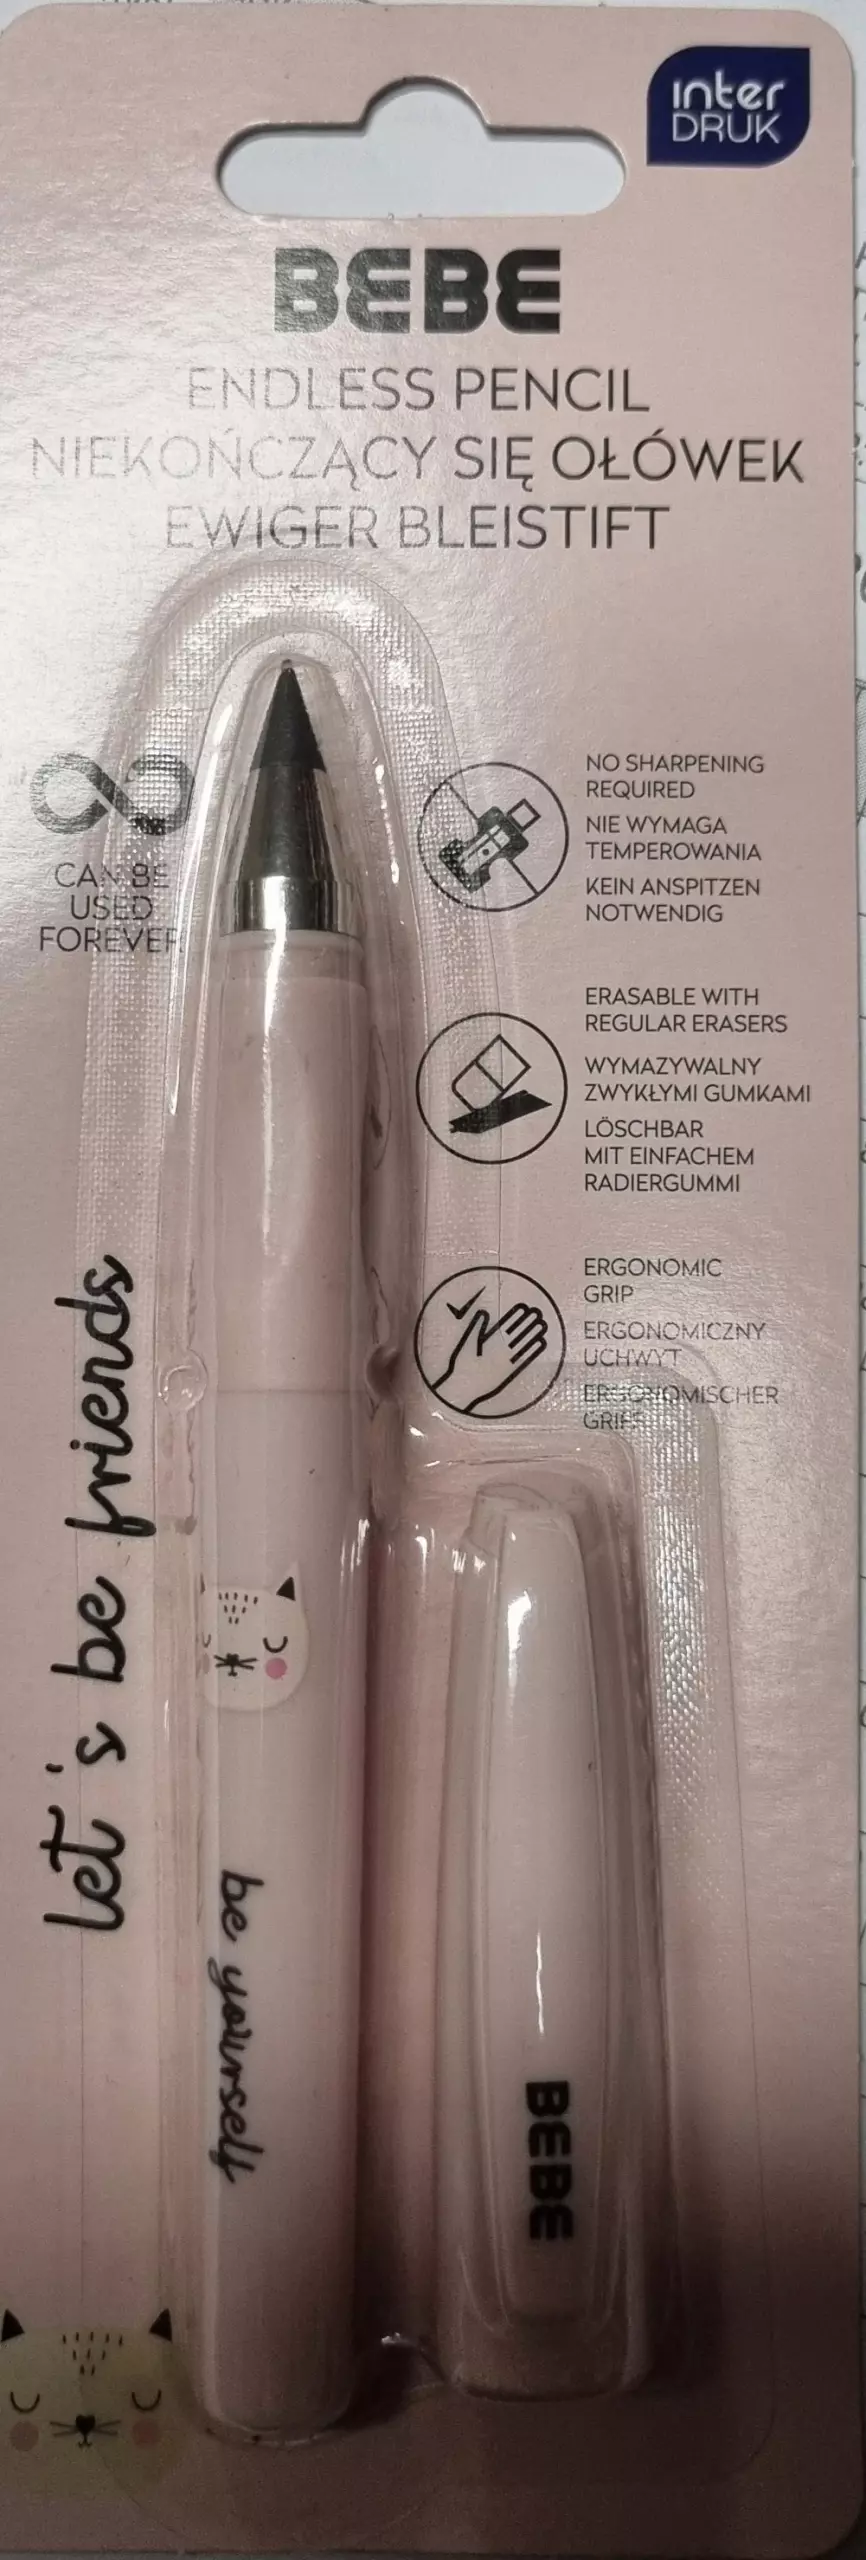 inter
DRUK
BEBE
ENDLESS PENCIL
NIEKOŃCZĄCY SIĘ OŁÓWEK
EWIGER BLEISTIFT
CAN BE
USED
FOREVER
NO SHARPENING
REQUIRED
NIE WYMAGA
TEMPEROWANIA
KEIN ANSPITZEN
NOTWENDIG
ERASABLE WITH
REGULAR ERASERS
WYMAZYWALNY
ZWYKŁYMI GUMKAMI
LÖSCHBAR
MIT EINFACHEM
RADIERGUMMI
ERGONOMIC
GRIP
ERGONOMICZNY
UCHWYT
ERGONOMISCHER
GRIFF
let's be friends
be yourself
BEBE